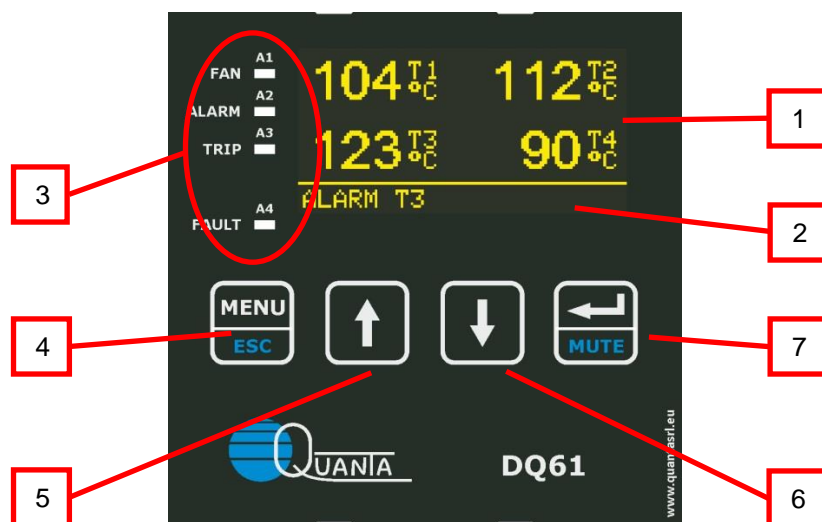 A1
FAN
A2
ALARM
A3
TRIP
A4
FAULT
104 T1 °C 112 T2 °C
123 T3 °C 90 T4 °C
ALARM T3
1
2
3
MENU
ESC
MUTE
4
7
QUANTA
DQ61
www.quantasrl.eu
5
6